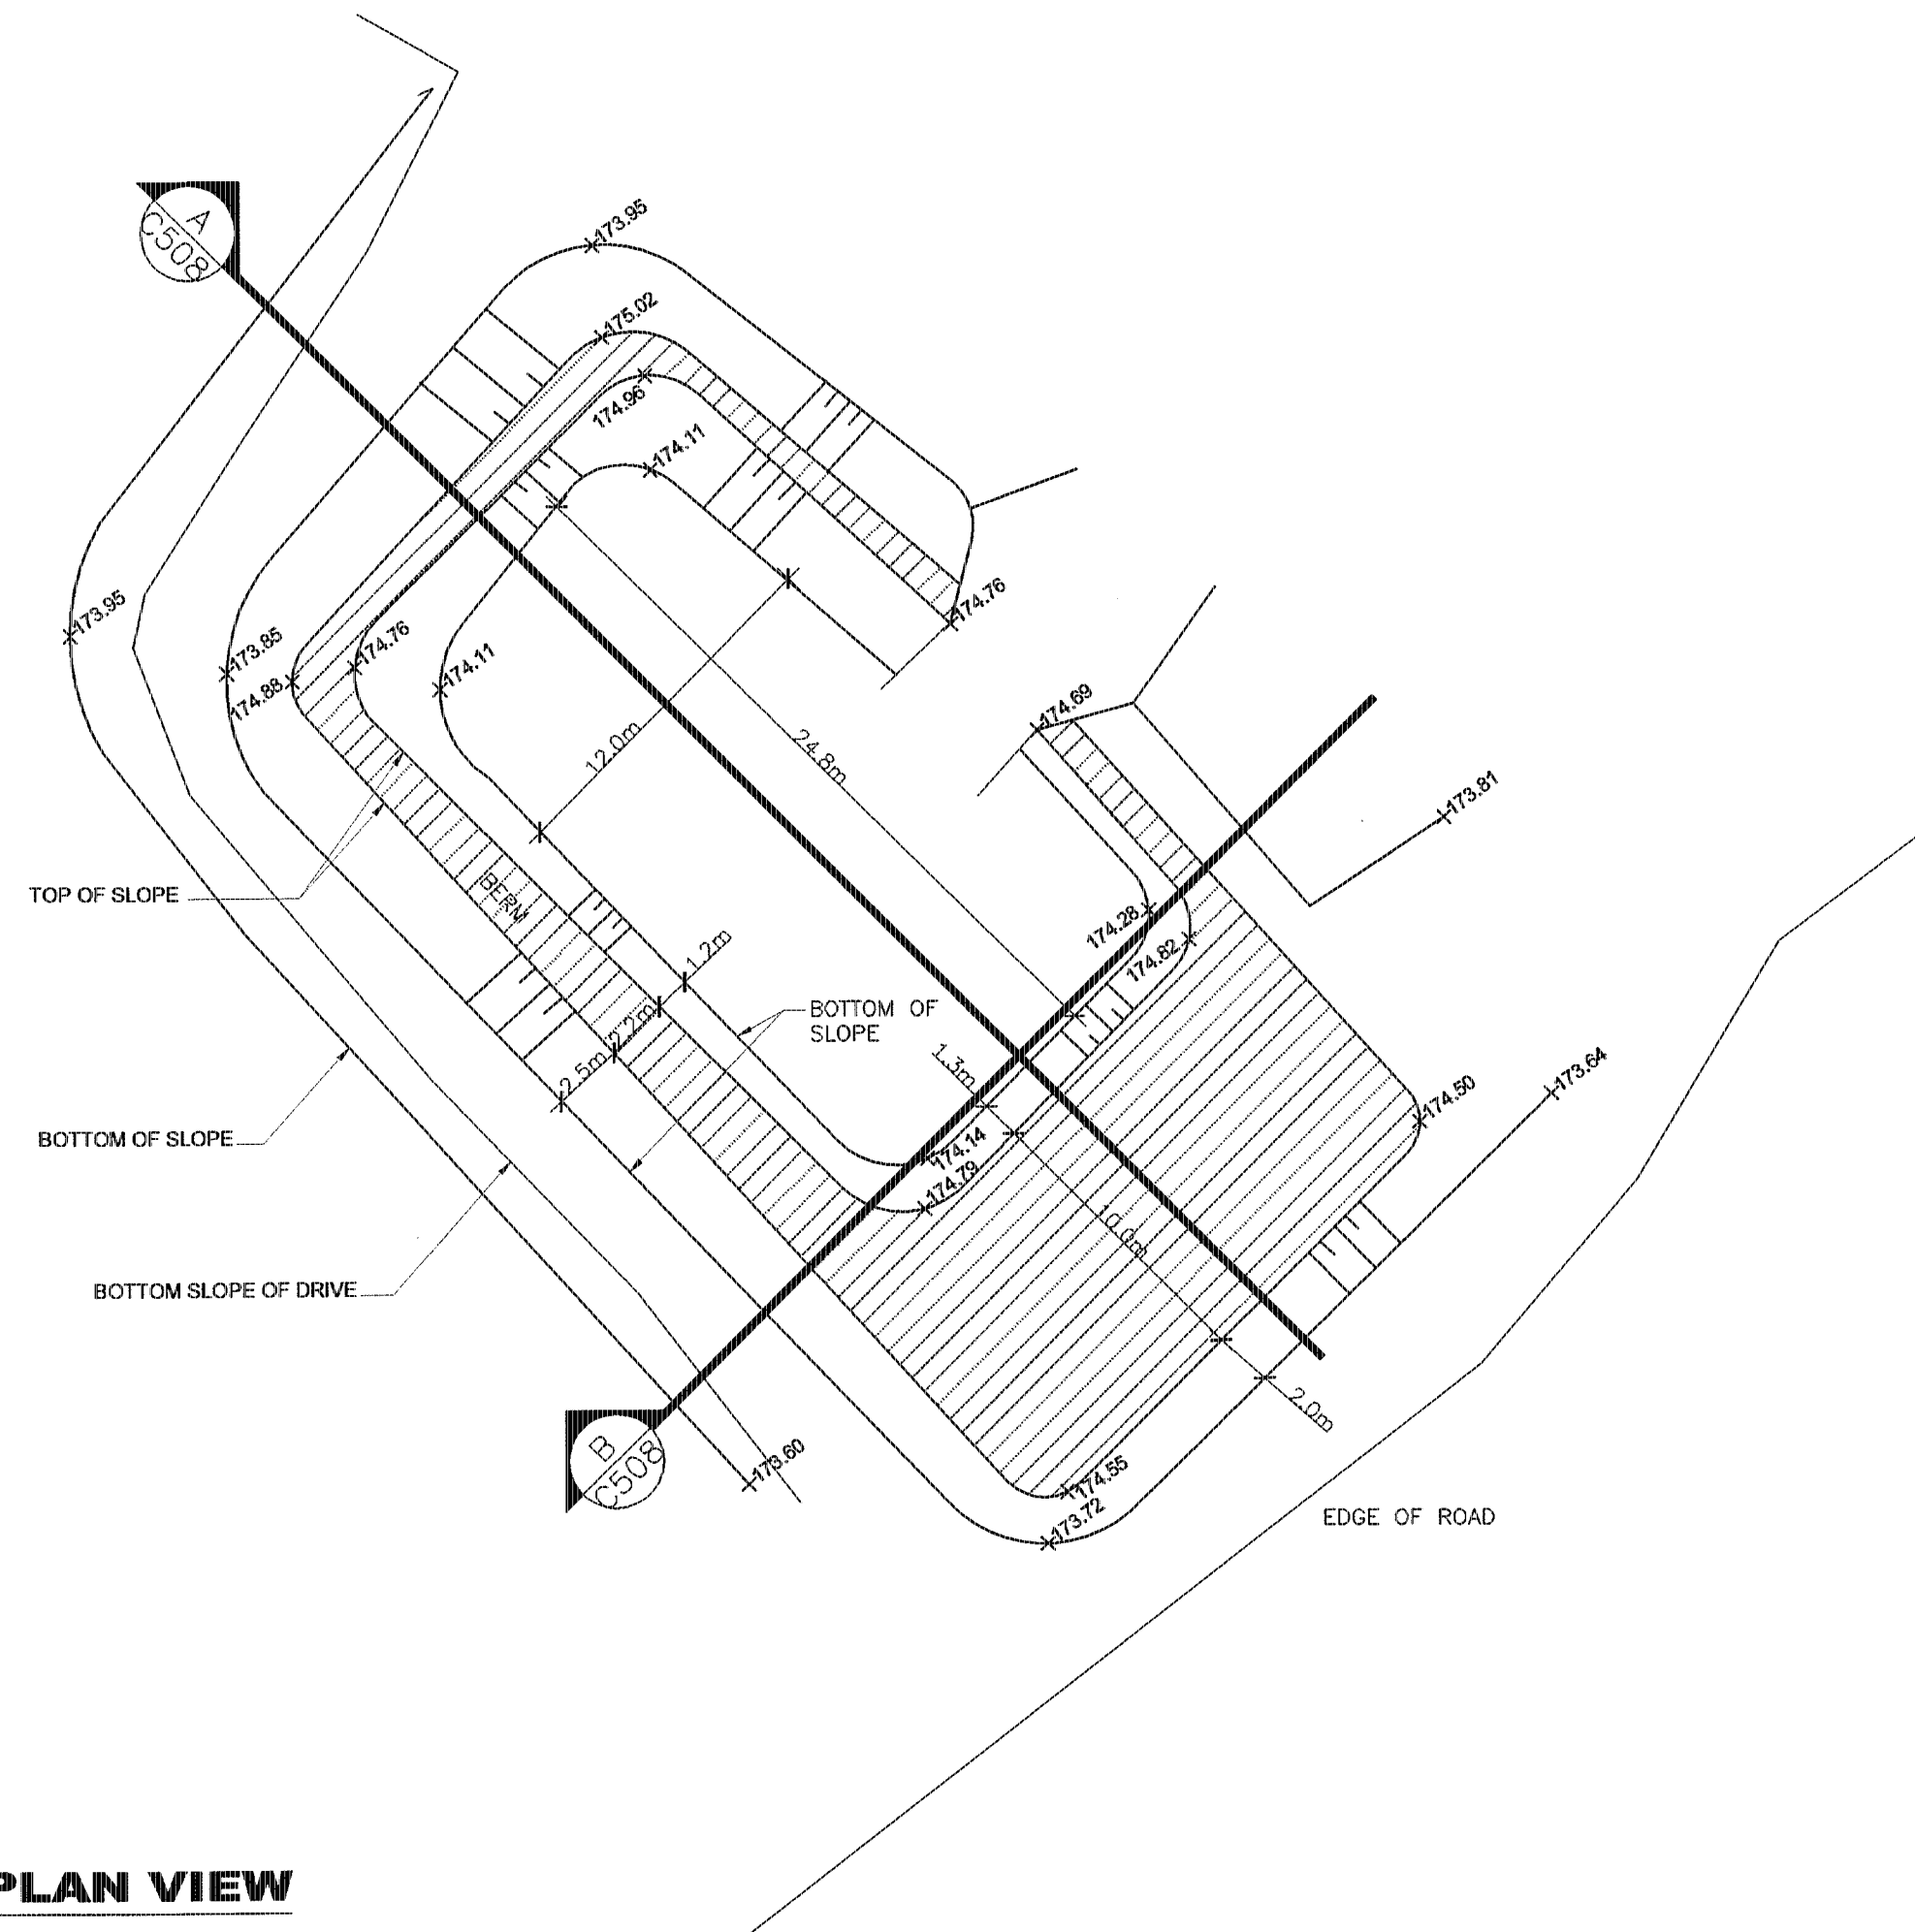 A
C508
173.95
175.02
174.96
174.11
173.95
173.85
174.88
174.76
174.11
174.76
12.0m
24.8m
174.69
173.81
TOP OF SLOPE
BERM
174.28
174.82
1.2m
BOTTOM OF
SLOPE
2.2m
2.5m
1.3m
173.64
174.50
BOTTOM OF SLOPE
174.14
174.79
10.0m
BOTTOM SLOPE OF DRIVE
2.0m
B
C508
173.60
174.55
173.72
EDGE OF ROAD
PLAN VIEW